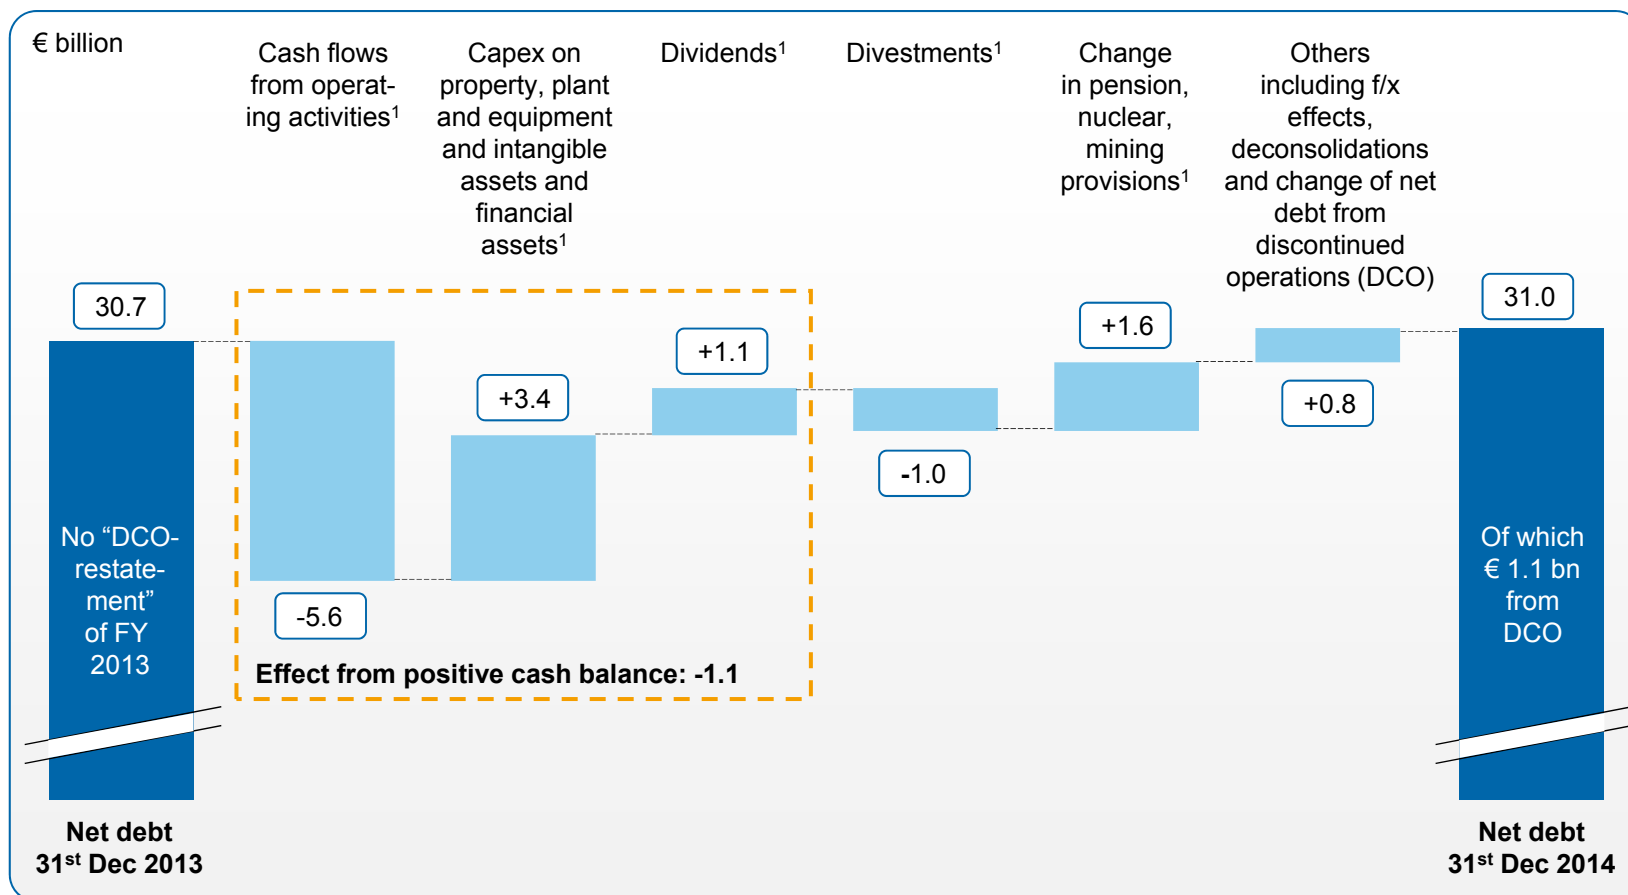 € billion
Cash flows
from operat-
ing activities¹
Capex on
property, plant
and equipment
and intangible
assets and
financial
assets¹
Dividends¹
Divestments¹
Change
in pension,
nuclear,
mining
provisions¹
Others
including f/x
effects,
deconsolidations
and change of net
debt from
discontinued
operations (DCO)
30.7
-5.6
+3.4
+1.1
-1.0
+1.6
+0.8
31.0
No “DCO-
restate-
ment”
of FY
2013
Effect from positive cash balance: -1.1
Of which
€ 1.1 bn
from
DCO
Net debt
31st Dec 2013
Net debt
31st Dec 2014